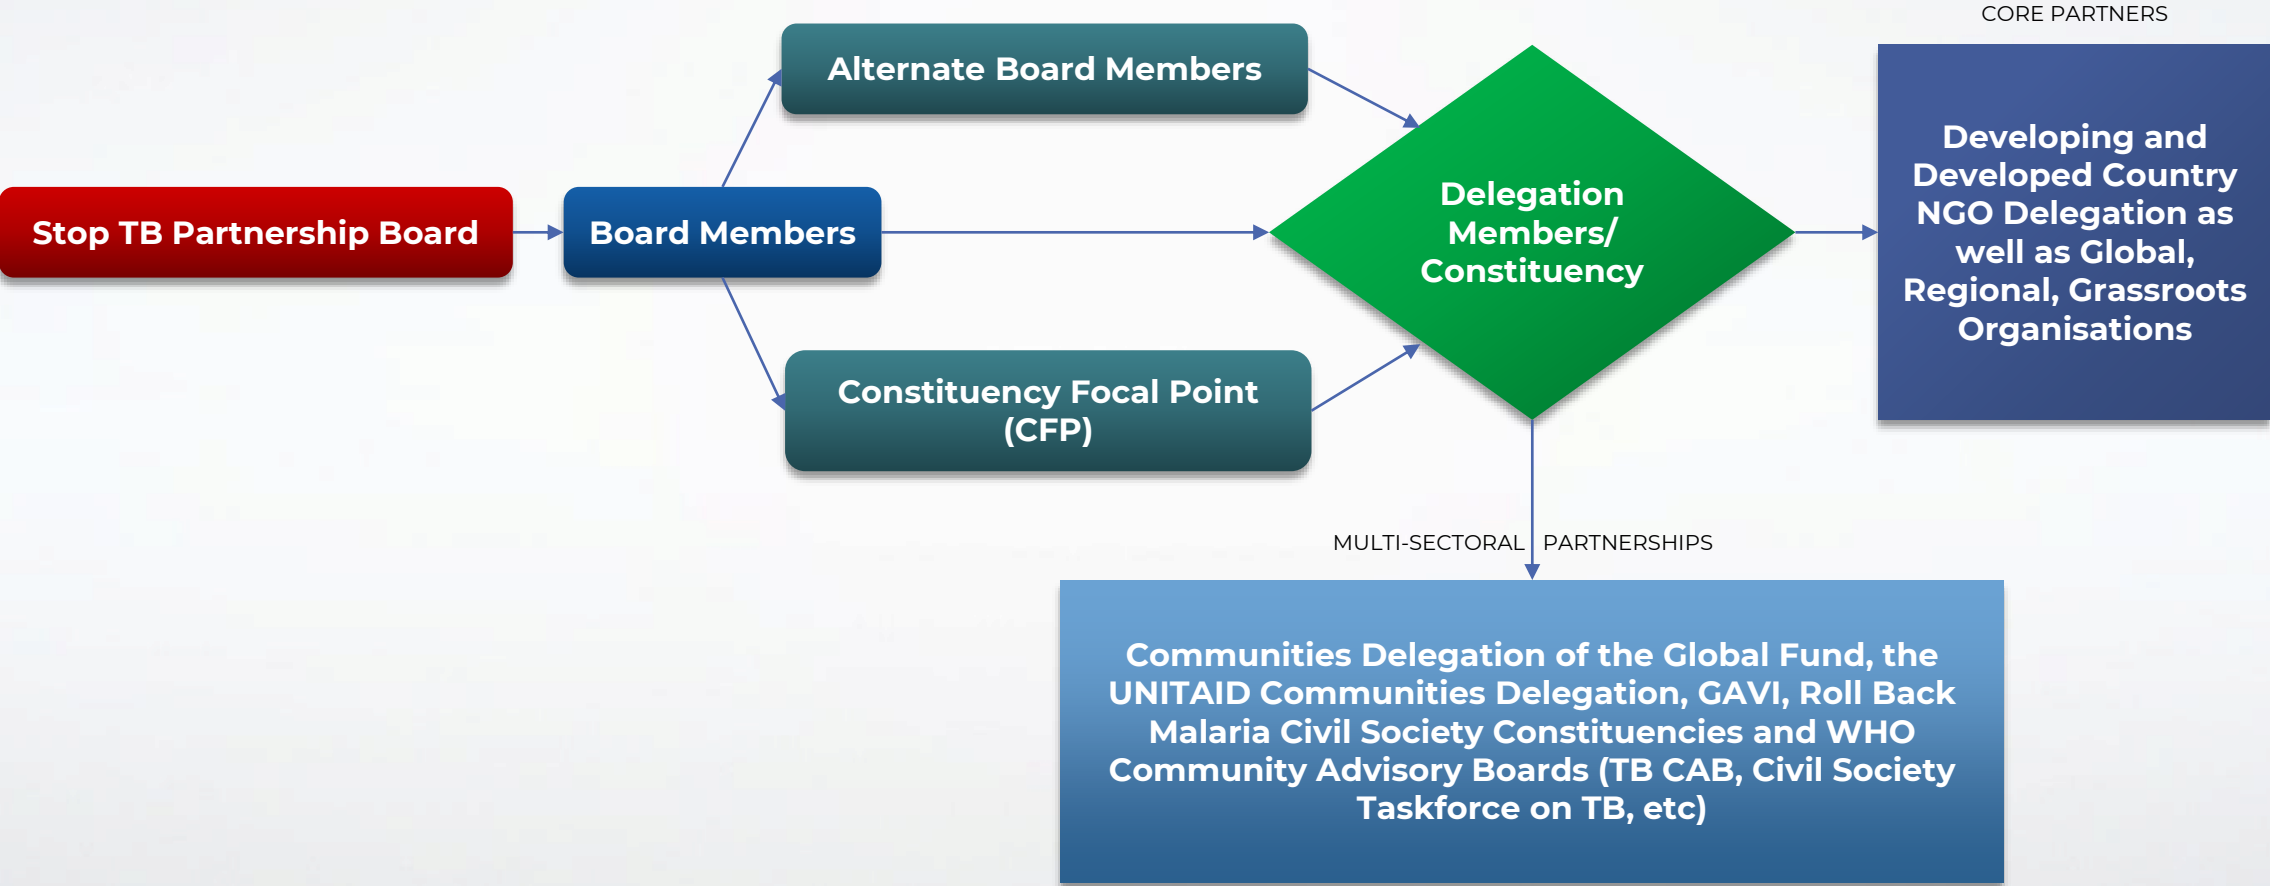 CORE PARTNERS
Alternate Board Members
Stop TB Partnership Board
Board Members
Constituency Focal Point
(CFP)
Delegation
Members/
Constituency
Developing and
Developed Country
NGO Delegation as
well as Global,
Regional, Grassroots
Organisations
MULTI-SECTORAL PARTNERSHIPS
Communities Delegation of the Global Fund, the
UNITAID Communities Delegation, GAVI, Roll Back
Malaria Civil Society Constituencies and WHO
Community Advisory Boards (TB CAB, Civil Society
Taskforce on TB, etc)